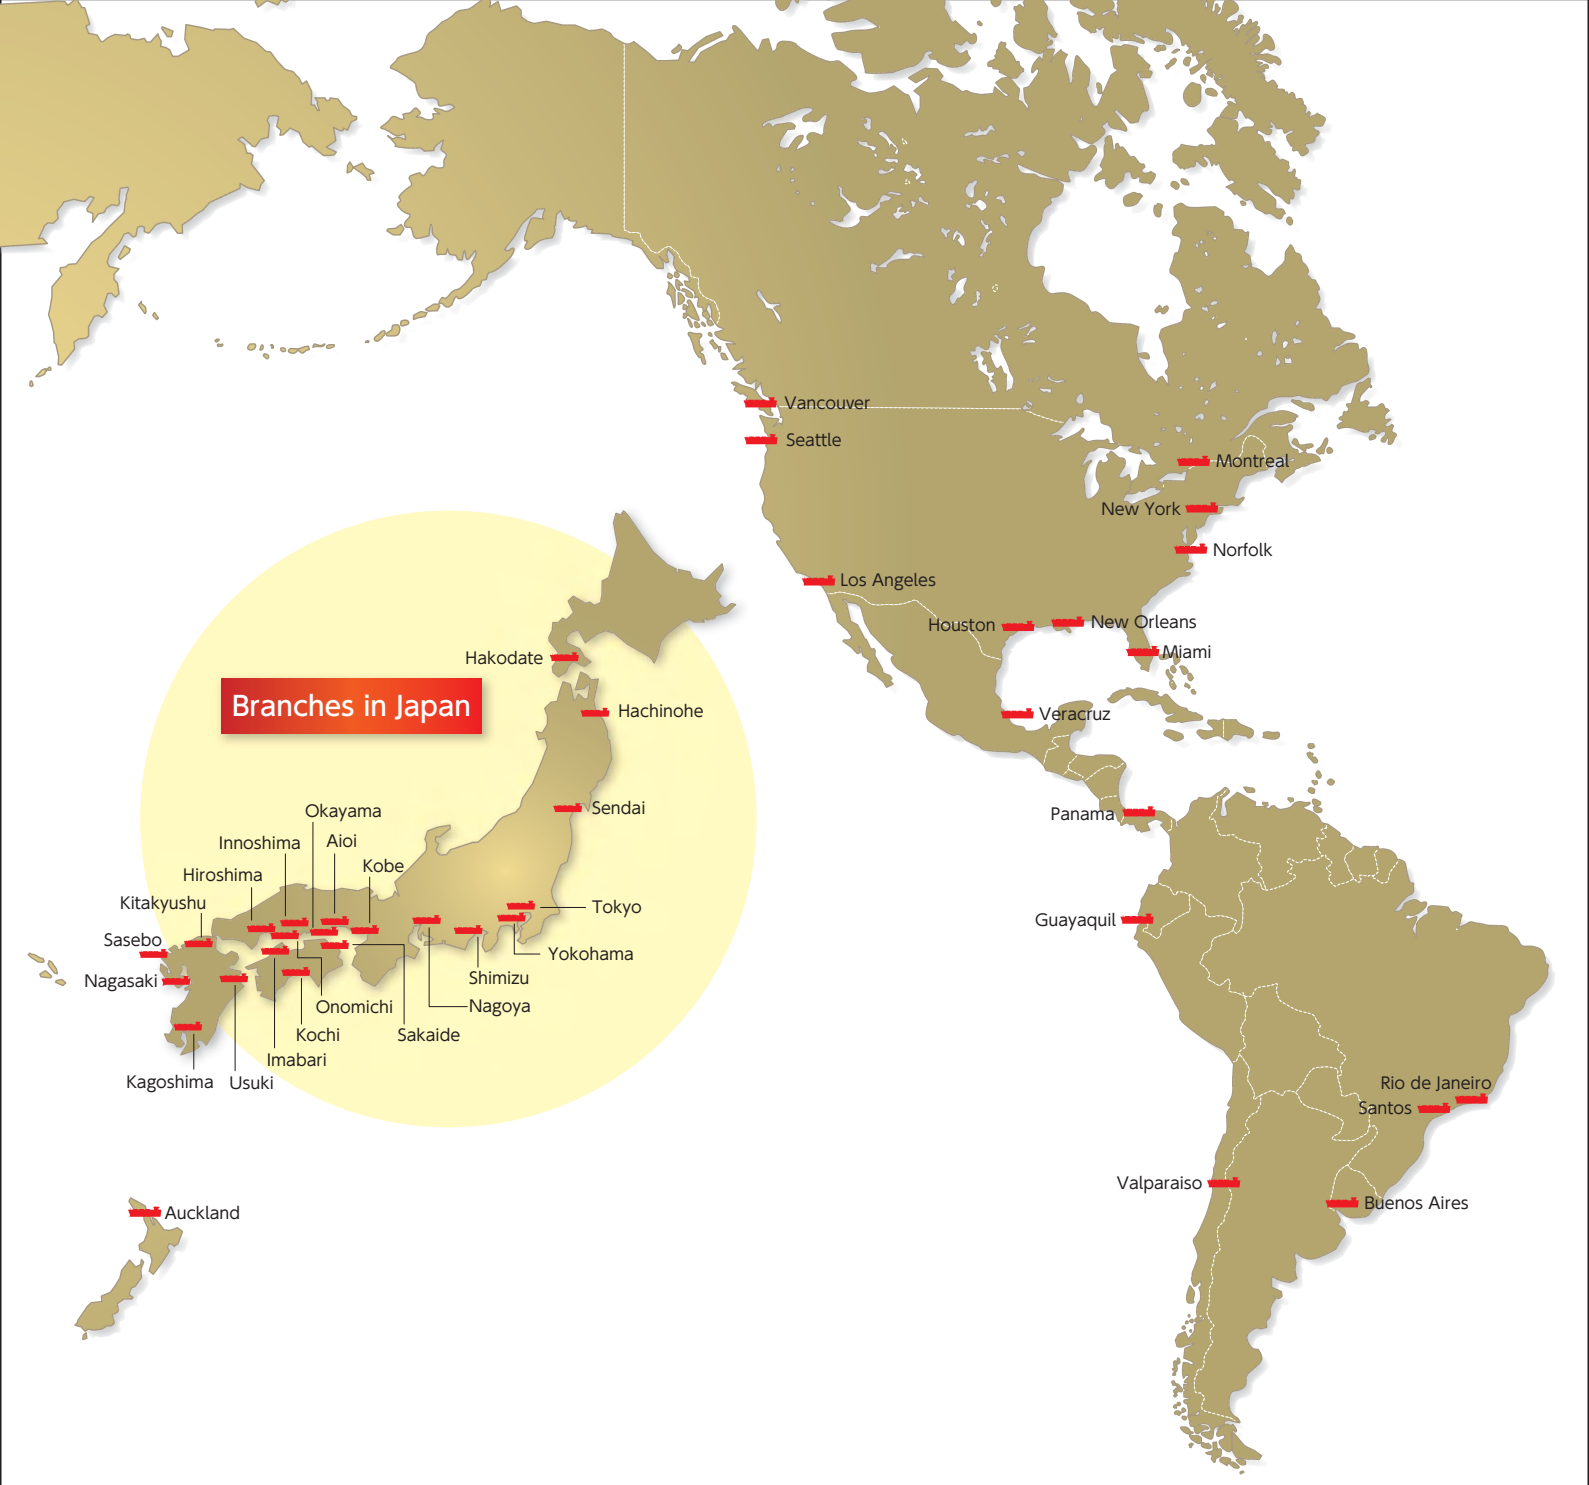 Vancouver
Seattle
Montreal
New York
Norfolk
Los Angeles
Houston
New Orleans
Miami
Veracruz
Panama
Guayaquil
Rio de Janeiro
Santos
Valparaiso
Buenos Aires
Branches in Japan
Hakodate
Hachinohe
Sendai
Okayama
Innoshima
Aioi
Kobe
Hiroshima
Kitakyushu
Sasebo
Nagasaki
Tokyo
Yokohama
Shimizu
Nagoya
Onomichi
Sakaide
Kochi
Imabari
Kagoshima
Usuki
Auckland